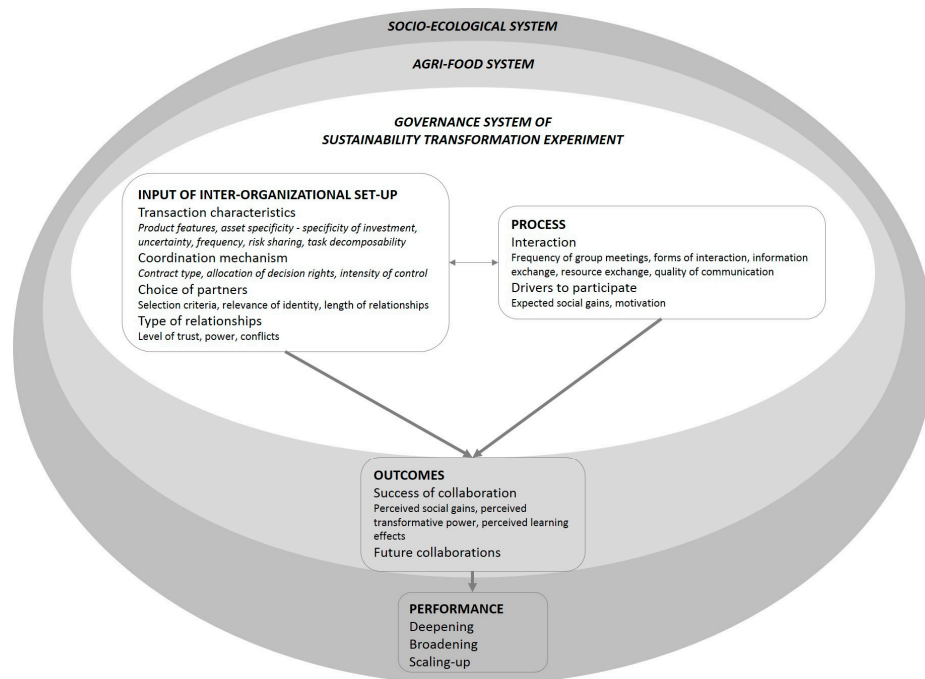 SOCIO-ECOLOGICAL SYSTEM
AGRI-FOOD SYSTEM
GOVERNANCE SYSTEM OF
SUSTAINABILITY TRANSFORMATION EXPERIMENT
INPUT OF INTER-ORGANIZATIONAL SET-UP
Transaction characteristics
Product features, asset specificity - specificity of investment,
uncertainty, frequency, risk sharing, task decomposability
Coordination mechanism
Contract type, allocation of decision rights, intensity of control
Choice of partners
Selection criteria, relevance of identity, length of relationships
Type of relationships
Level of trust, power, conflicts
PROCESS
Interaction
Frequency of group meetings, forms of interaction, information
exchange, resource exchange, quality of communication
Drivers to participate
Expected social gains, motivation
OUTCOMES
Success of collaboration
Perceived social gains, perceived
transformative power, perceived learning
effects
Future collaborations
PERFORMANCE
Deepening
Broadening
Scaling-up